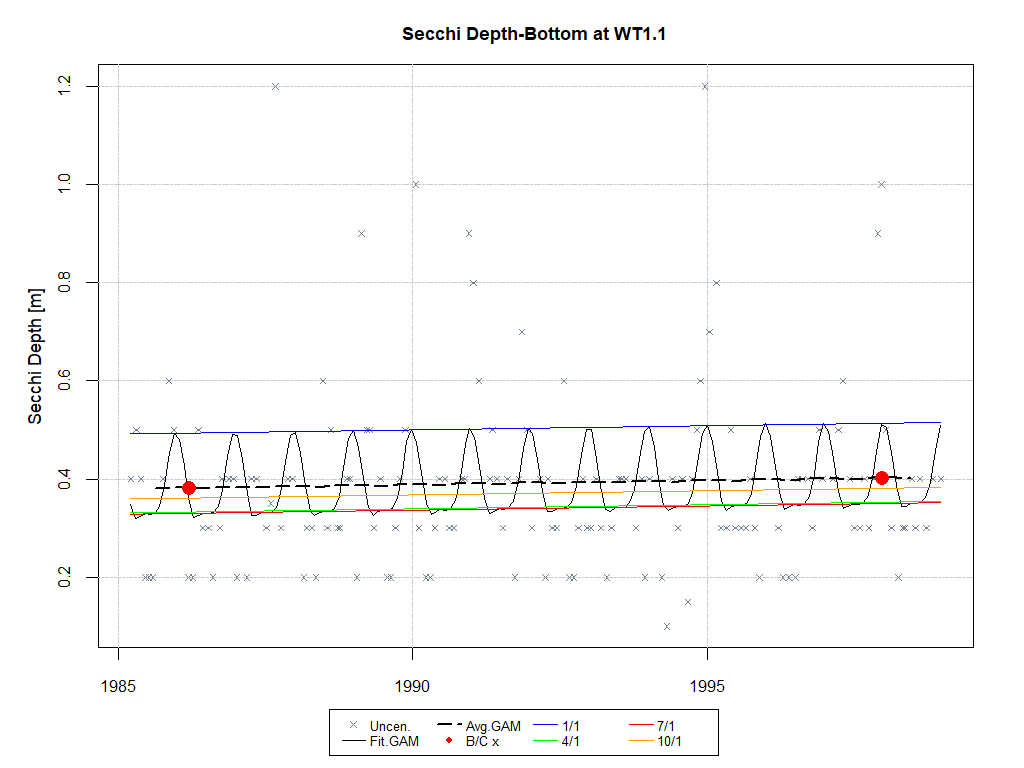 Secchi Depth-Bottom at WT1.1
Secchi Depth [m]
1.2
1.0
0.8
0.6
0.4
0.2
1985 1990 1995
Uncen. Avg.GAM 1/1 7/1
Fit.GAM B/C x 4/1 10/1